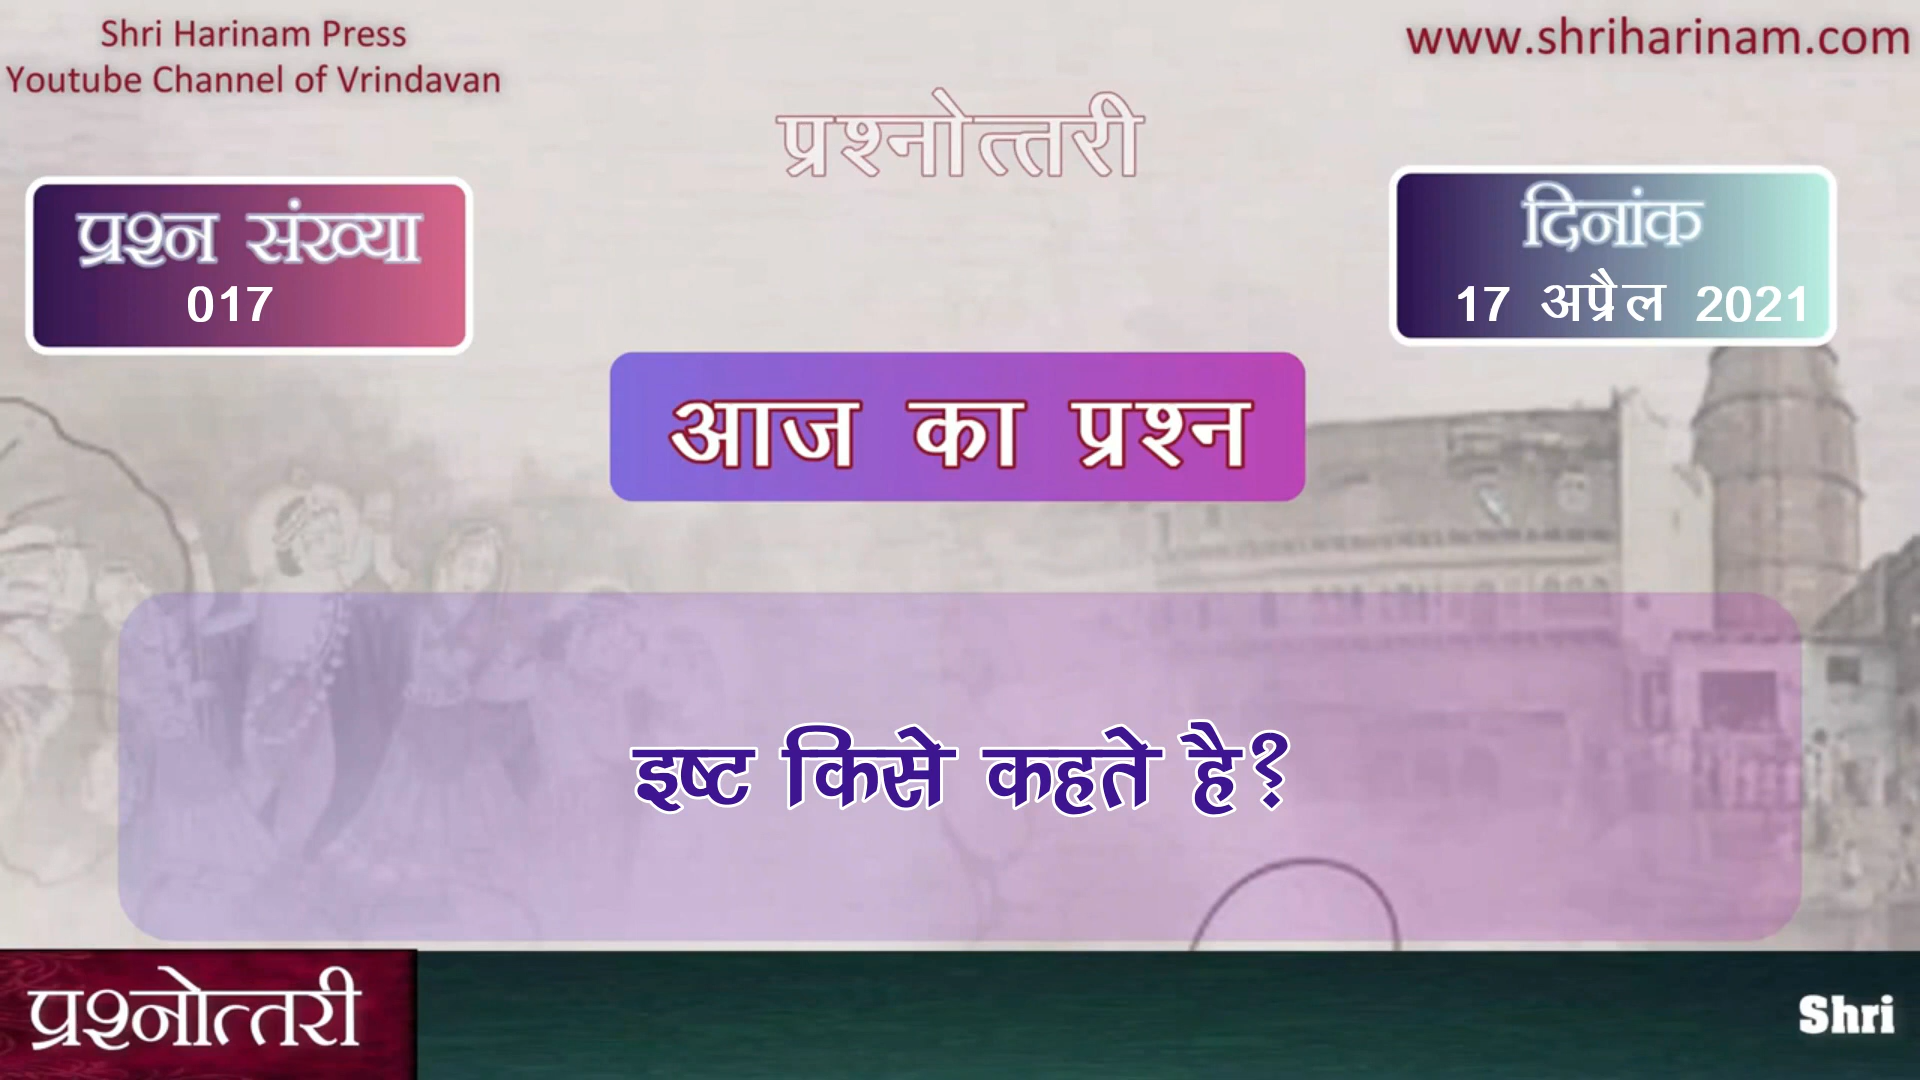 Shri Harinam Press
Youtube Channel of Vrindavan
www.shriharinam.com
प्रश्नोत्तरी
प्रश्न संख्या
017
दिनांक
17 अप्रैल 2021
आज का प्रश्न
इष्ट किसे कहते है?
प्रश्नोत्तरी
Shri